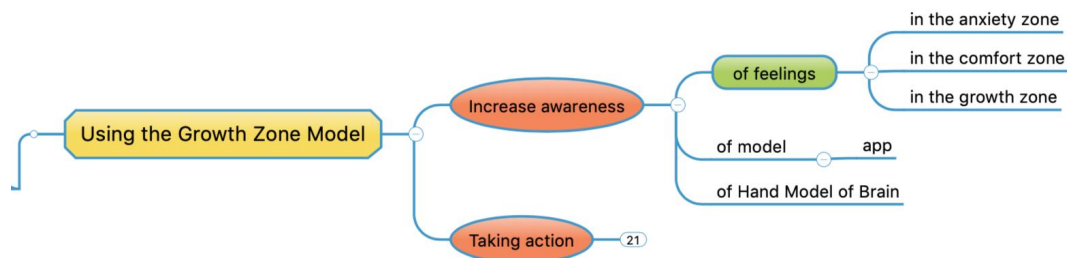 Using the Growth Zone Model
Increase awareness
of feelings
in the anxiety zone
in the comfort zone
in the growth zone
of model
app
of Hand Model of Brain
Taking action
21